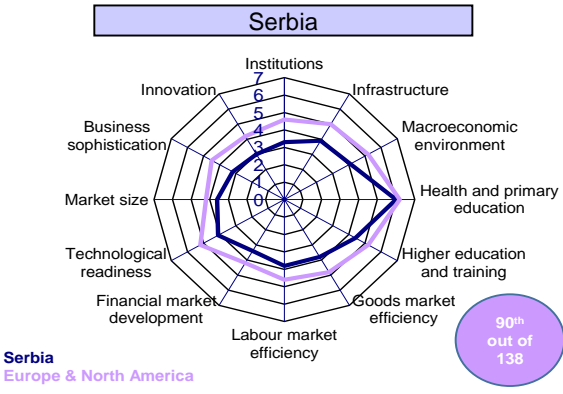 Serbia
Institutions
Infrastructure
Macroeconomic
environment
Health and primary
education
Higher education
and training
Goods market
efficiency
Labour market
efficiency
Financial market
development
Technological
readiness
Market size
Business
sophistication
Innovation
7
6
5
4
3
2
1
0
90th
out of
138
Serbia
Europe & North America